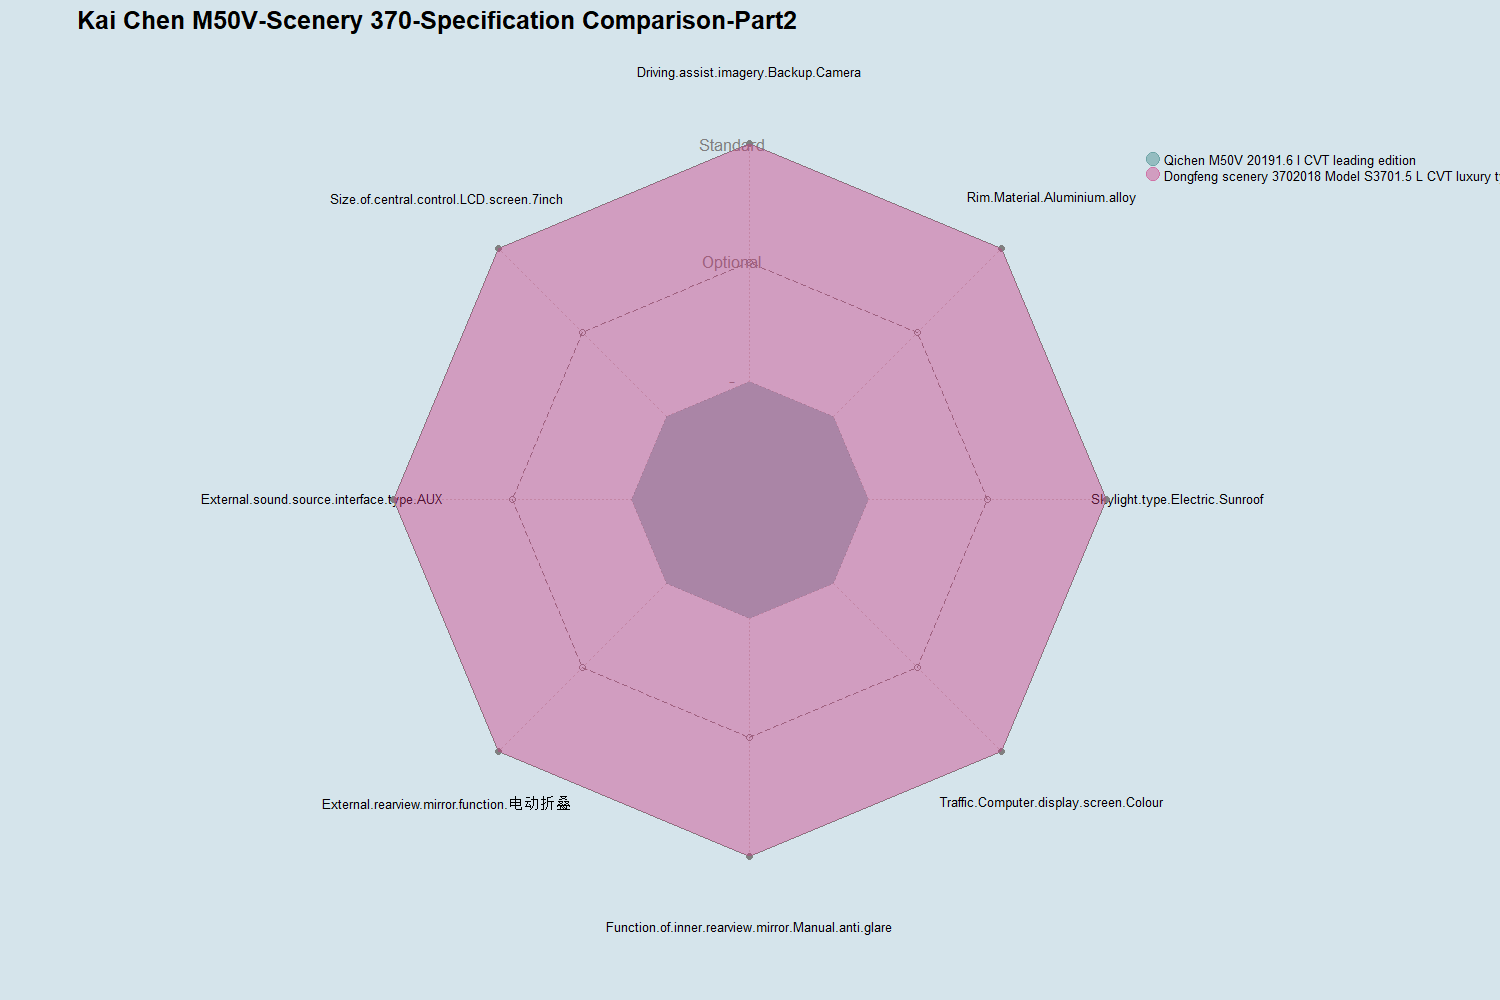 Kai Chen M50V-Scenery 370-Specification Comparison-Part2
Driving.assist.imagery.Backup.Camera
Standard
Qichen M50V 20191.6 l CVT leading edition
Dongfeng scenery 3702018 Model S3701.5 L CVT luxury t
Size.of.central.control.LCD.screen.7inch
Rim.Material.Aluminium.alloy
Optional
-
External.sound.source.interface.type.AUX
Skylight.type.Electric.Sunroof
External.rearview.mirror.function.电动折叠
Traffic.Computer.display.screen.Colour
Function.of.inner.rearview.mirror.Manual.anti.glare